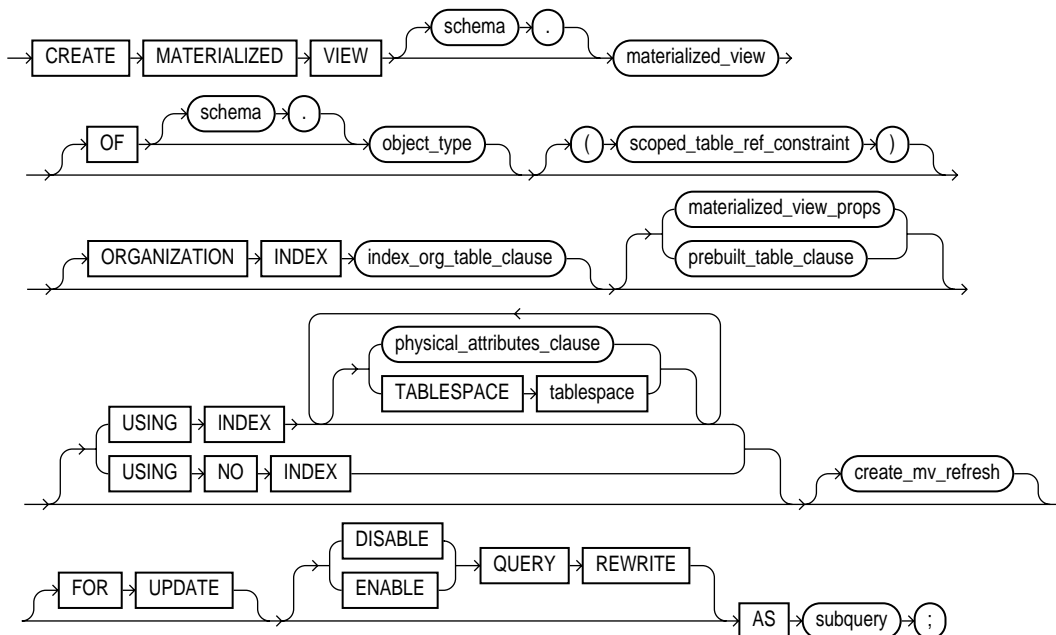 schema .
CREATE MATERIALIZED VIEW materialized_view
schema .
OF object_type ( scoped_table_ref_constraint )
materialized_view_props
ORGANIZATION INDEX index_org_table_clause
prebuilt_table_clause
physical_attributes_clause
TABLESPACE tablespace
USING INDEX
USING NO INDEX
create_mv_refresh
DISABLE
FOR UPDATE QUERY REWRITE
ENABLE
AS subquery ;